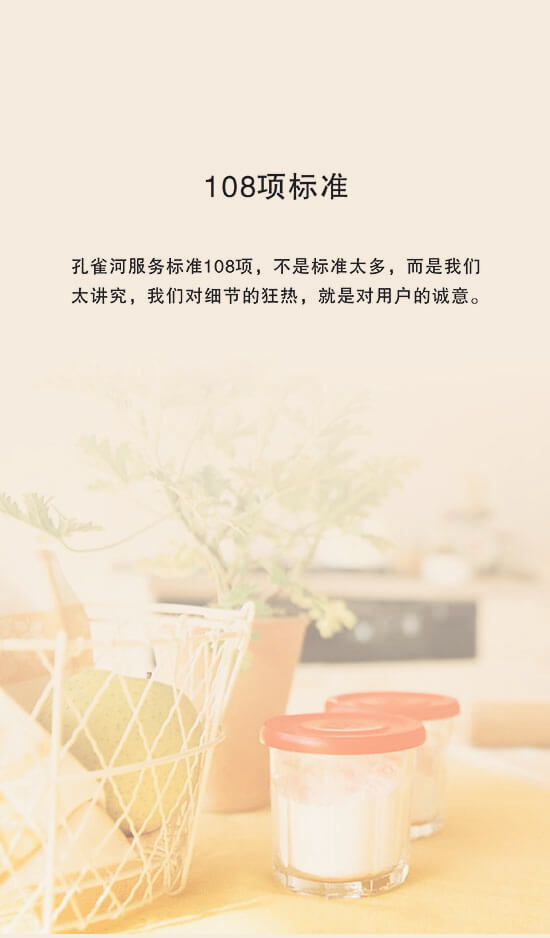 108项标准
孔雀河服务标准108项，不是标准太多，而是我们
太讲究，我们对细节的狂热，就是对用户的诚意。